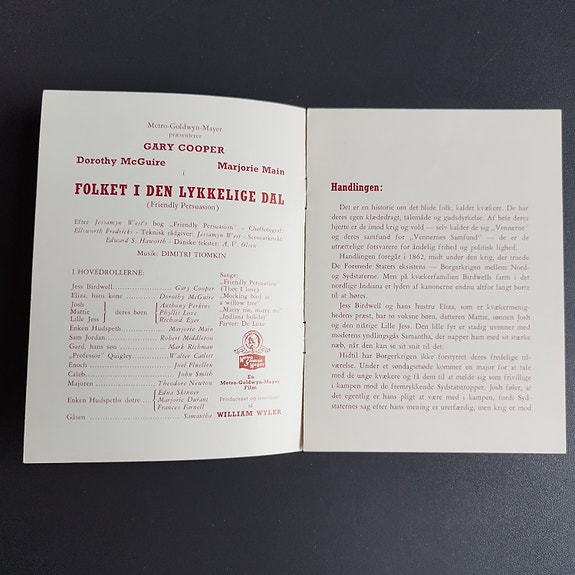 Metro-Goldwyn-Mayer
præsenterer
GARY COOPER
Dorothy McGuire Marjorie Main
i
FOLKET I DEN LYKKELIGE DAL
(Friendly Persuasion)
Efter Jessamyn West's bog „Friendly Persuasion" – Cheffotograf:
Ellsworth Fredricks - Teknisk rådgiver: Jessamyn West - Scenearkitekt:
Edward S. Haworth - Danske tekster: A. V. Olsen
Musik: DIMITRI TIOMKIN
I HOVEDROLLERNE:
Jess Birdwell Gary Cooper
Eliza, hans kone Dorothy McGuire
Josh Anthony Perkins
Mattie deres børn Phyllis Love
Lille Jess Richard Eyer
Enken Hudspeth Marjorie Main
Sam Jordan Robert Middleton
Gard, hans søn Mark Richman
„Professor" Quigley Walter Catlett
Enoch Joel Fluellen
Caleb John Smith
Majoren Theodore Newton
Enken Hudspeths døtre Edna Skinner
Marjorie Durant
Frances Farwell
Gåsen Samantha
Sange:
„Friendly Persuasion"
(Thee I Love)
„Mocking bird in
a willow tree"
„Marry me, marry me"
„Indiana holiday"
Farver: De Luxe
En
Metro-Goldwyn-Mayer
Film
Produceret og instrueret
af
WILLIAM WYLER
Handlingen:
Det er en historie om det blide folk, kaldet kvækere. De har
deres egen klædedragt, talemåde og gudsdyrkelse. Af hele deres
hjerte er de imod krig og vold — selv kalder de sig „Vennerne"
og deres samfund for „Vennernes Samfund" — de er de
utrættelige forsvarere for åndelig frihed og politisk lighed.
Handlingen foregår i 1862, midt under den krig, der truede
De Forenede Staters eksistens — Borgerkrigen mellem Nord-
og Sydstaterne. Men på kvækerfamilien Birdwells farm i det
nordlige Indiana er lyden af kanonerne endnu altfor langt borte
til at høres.
Jess Birdwell og hans hustru Eliza, som er kvækermenig-
hedens præst, har to voksne børn, datteren Mattie, sønnen Josh
og den niårige Lille Jess. Den lille fyr er stadig uvenner med
moderens yndlingsgås Samantha, der napper ham med sit stærke
næb, når den kan se sit snit til det.
Hidtil har Borgerkrigen ikke forstyrret deres fredelige til-
værelse. Under et søndagsmøde kommer en major for at tale
med de unge kvækere og få dem til at melde sig som frivillige
i kampen mod de fremrykkende Sydstatstropper. Josh føler, at
det egentlig er hans pligt at være med i kampen, fordi Syd-
staternes sag efter hans mening er uretfærdig, men krig er mod